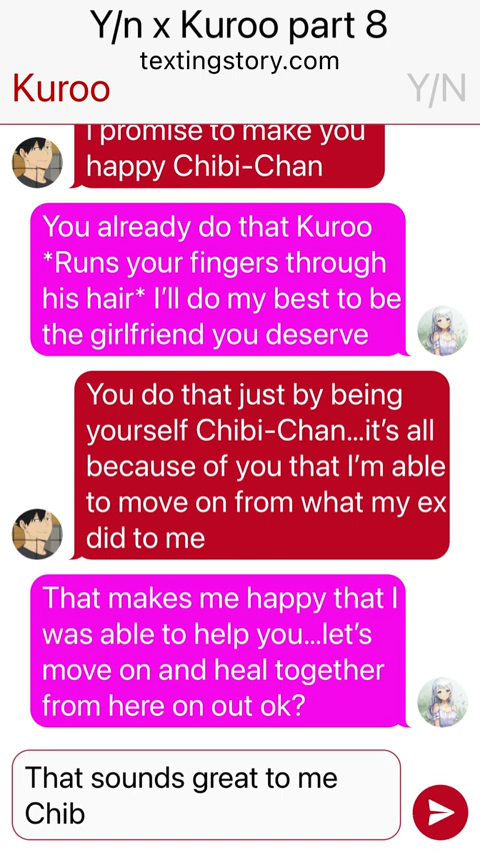 Y/n x Kuroo part 8
textingstory.com
Kuroo
Y/N
I promise to make you
happy Chibi-Chan
You already do that Kuroo
*Runs your fingers through
his hair* I’ll do my best to be
the girlfriend you deserve
You do that just by being
yourself Chibi-Chan...it’s all
because of you that I’m able
to move on from what my ex
did to me
That makes me happy that I
was able to help you...let’s
move on and heal together
from here on out ok?
That sounds great to me
Chib